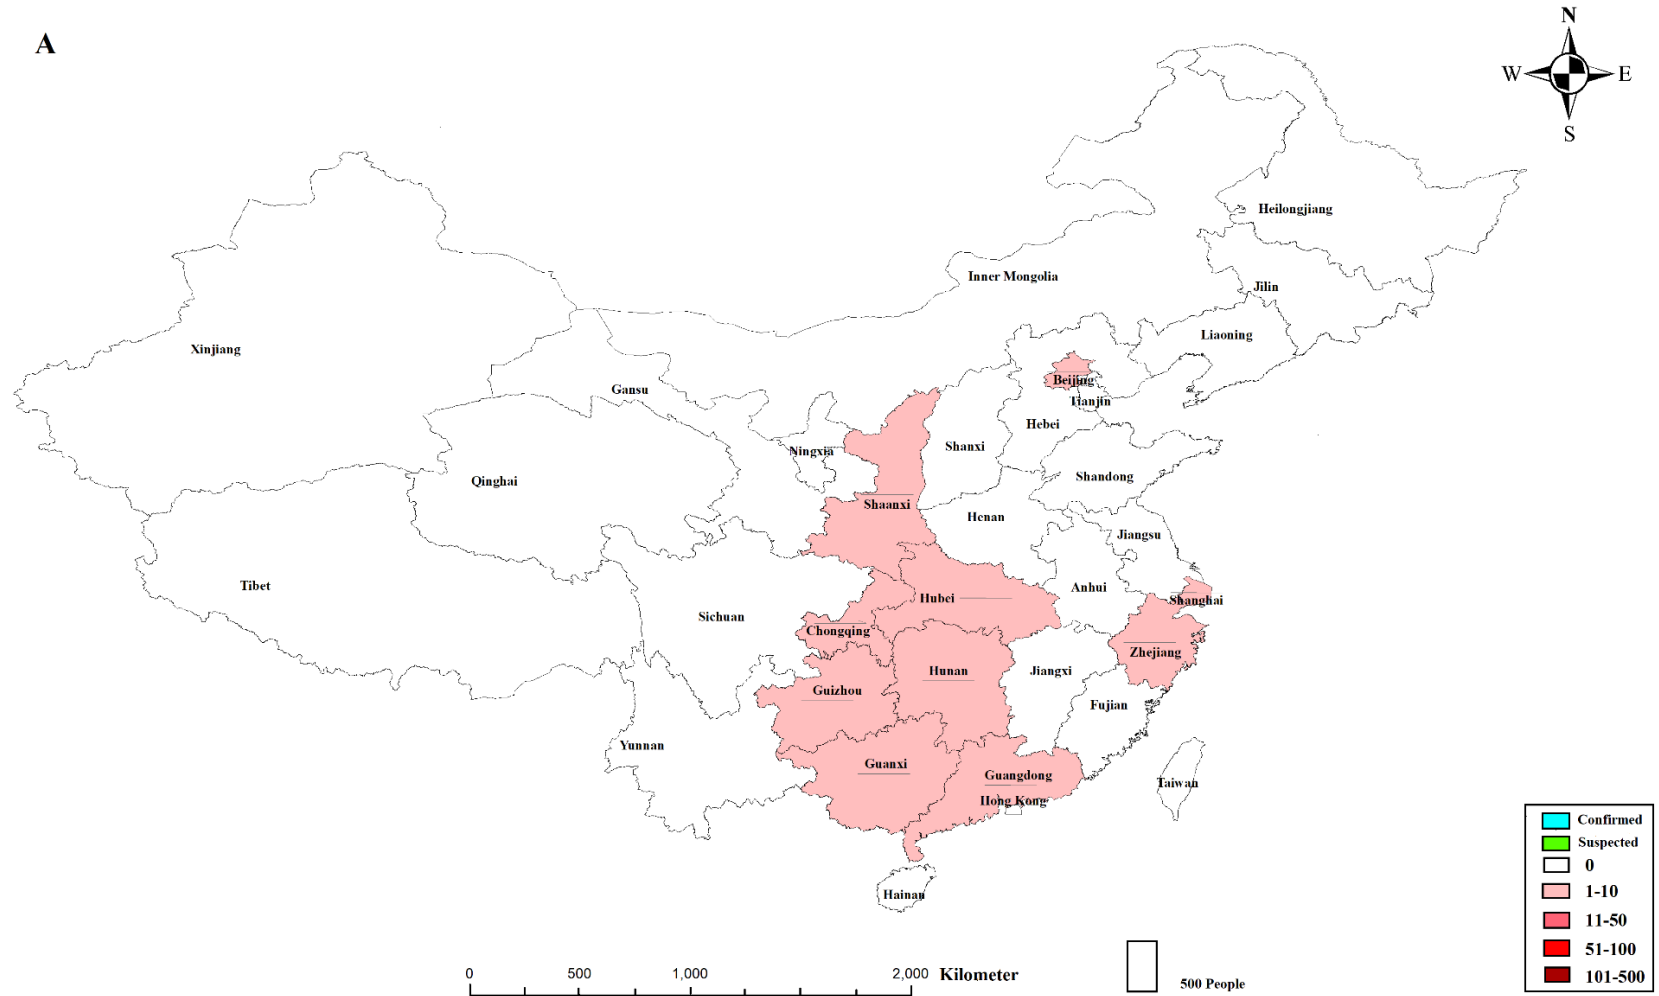 A
N
W E
S
Heilongjiang
Inner Mongolia
Jilin
Liaoning
Xinjiang
Beijing
Gansu
Tianjin
Hebei
Shanxi
Ningxia
Shandong
Qinghai
Shaanxi
Henan
Jiangsu
Tibet
Anhui
Hubei
Shanghai
Sichuan
Chongqing
Zhejiang
Hunan
Jiangxi
Guizhou
Fujian
Yunnan
Guanxi
Guangdong
Taiwan
Hong Kong
Hainan
Confirmed
Suspected
0
1-10
11-50
51-100
101-500
0 500 1,000 2,000 Kilometer
500 People